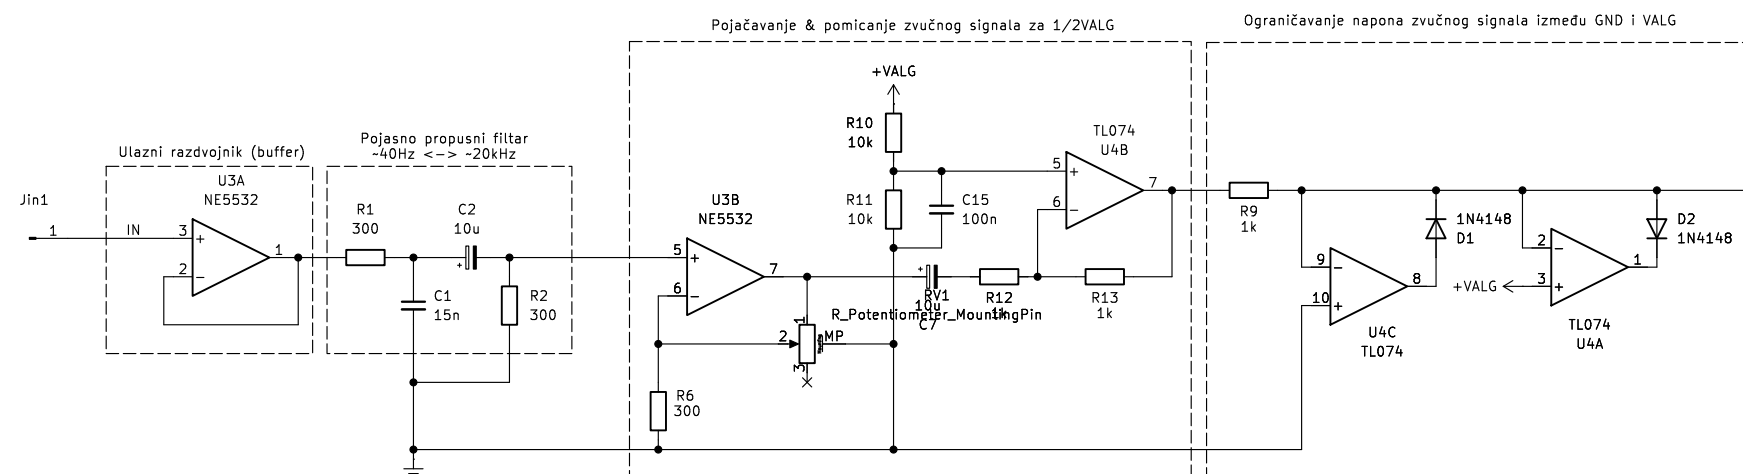 Pojačavanje & pomicanje zvučnog signala za 1/2VALG
Ograničavanje napona zvučnog signala između GND i VALG
Ulazni razdvojnik (buffer)
Pojasno propusni filtar
~40Hz <-> ~20kHz
Jin1
1
IN
U3A
NE5532
3
+
2
-
1
R1
300
C2
10u
+
C1
15n
R2
300
U3B
NE5532
5
+
6
-
7
R6
300
1
2
3
MP
RV1
R_Potentiometer_MountingPin
+VALG
R10
10k
R11
10k
C15
100n
+
10u
C7
R12
1k
R13
1k
TL074
U4B
5
+
6
-
7
R9
1k
9
-
10
+
8
U4C
TL074
1N4148
D1
+VALG
2
-
3
+
1
TL074
U4A
D2
1N4148